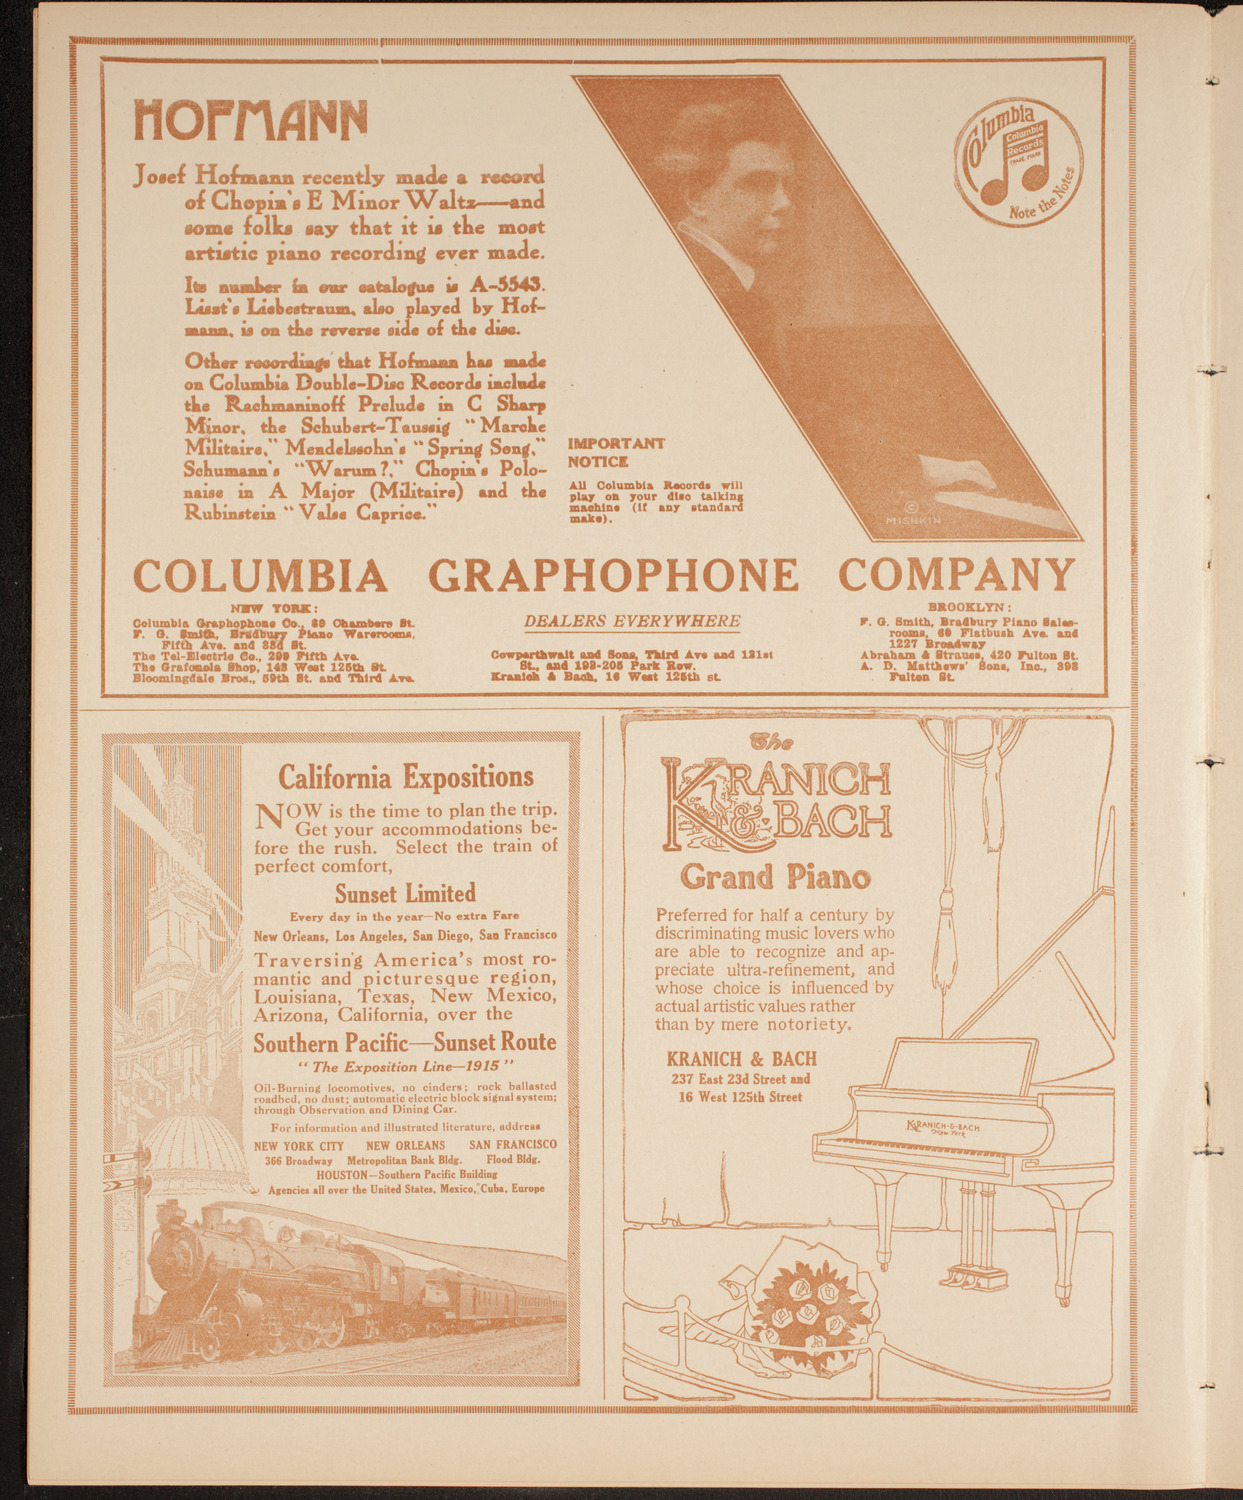 HOFMANN
Josef Hofmann recently made a record
of Chopin's E Minor Waltz—and
some folks say that it is the most
artistic piano recording ever made.
Its number in our catalogue is A-5543.
Liszt's Liebestraum, also played by Hof-
mann, is on the reverse side of the disc.
Other recordings that Hofmann has made
on Columbia Double-Disc Records include
the Rachmaninoff Prelude in C Sharp
Minor, the Schubert-Taussig "Marche
Militaire," Mendelssohn's "Spring Song,"
Schumann's "Warum?," Chopin's Polo-
naise in A Major (Militaire) and the
Rubinstein "Valse Caprice."
IMPORTANT
NOTICE
All Columbia Records will
play on your disc talking
machine (if any standard
make).
©
MISHKIN
Columbia
Columbia
Records
TRADE MARK
Note the Notes
COLUMBIA GRAPHOPHONE COMPANY
NEW YORK:
Columbia Graphophone Co., 89 Chambers St.
F. G. Smith, Bradbury Piano Warerooms,
Fifth Ave. and 33d St.
The Tel-Electric Co., 299 Fifth Ave.
The Grafonola Shop, 143 West 125th St.
Bloomingdale Bros., 59th St. and Third Ave.
DEALERS EVERYWHERE
Cowperthwait and Sons, Third Ave and 121st
St., and 193-205 Park Row.
Kranich & Bach, 16 West 125th st.
BROOKLYN:
F. G. Smith, Bradbury Piano Sales-
rooms, 69 Flatbush Ave. and
1227 Broadway
Abraham & Straus, 420 Fulton St.
A. D. Matthews' Sons, Inc., 398
Fulton St.
California Expositions
NOW is the time to plan the trip.
Get your accommodations be-
fore the rush. Select the train of
perfect comfort,
Sunset Limited
Every day in the year—No extra Fare
New Orleans, Los Angeles, San Diego, San Francisco
Traversing America's most ro-
mantic and picturesque region,
Louisiana, Texas, New Mexico,
Arizona, California, over the
Southern Pacific—Sunset Route
"The Exposition Line—1915"
Oil-Burning locomotives, no cinders; rock ballasted
roadbed, no dust; automatic electric block signal system;
through Observation and Dining Car.
For information and illustrated literature, address
NEW YORK CITY NEW ORLEANS SAN FRANCISCO
366 Broadway Metropolitan Bank Bldg. Flood Bldg.
HOUSTON—Southern Pacific Building
Agencies all over the United States, Mexico, Cuba, Europe
The
KRANICH
& BACH
Grand Piano
Preferred for half a century by
discriminating music lovers who
are able to recognize and ap-
preciate ultra-refinement, and
whose choice is influenced by
actual artistic values rather
than by mere notoriety.
KRANICH & BACH
237 East 23d Street and
16 West 125th Street
KRANICH-&-BACH
New York